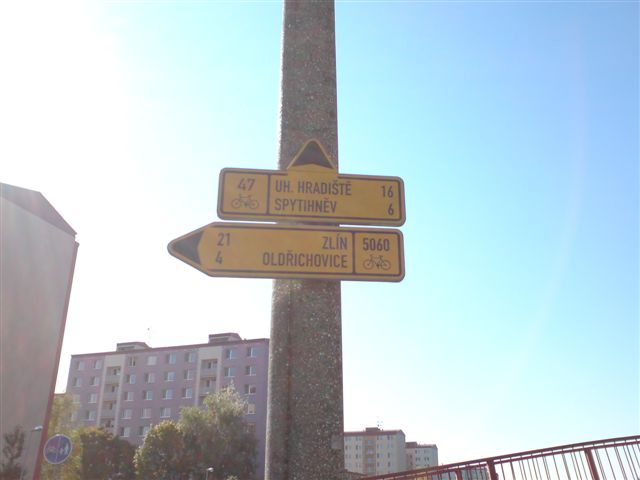 47 UH. HRADIŠTĚ 16
SPYTIHNĚV 6
21 ZLÍN 5060
4 OLDŘICHOVICE